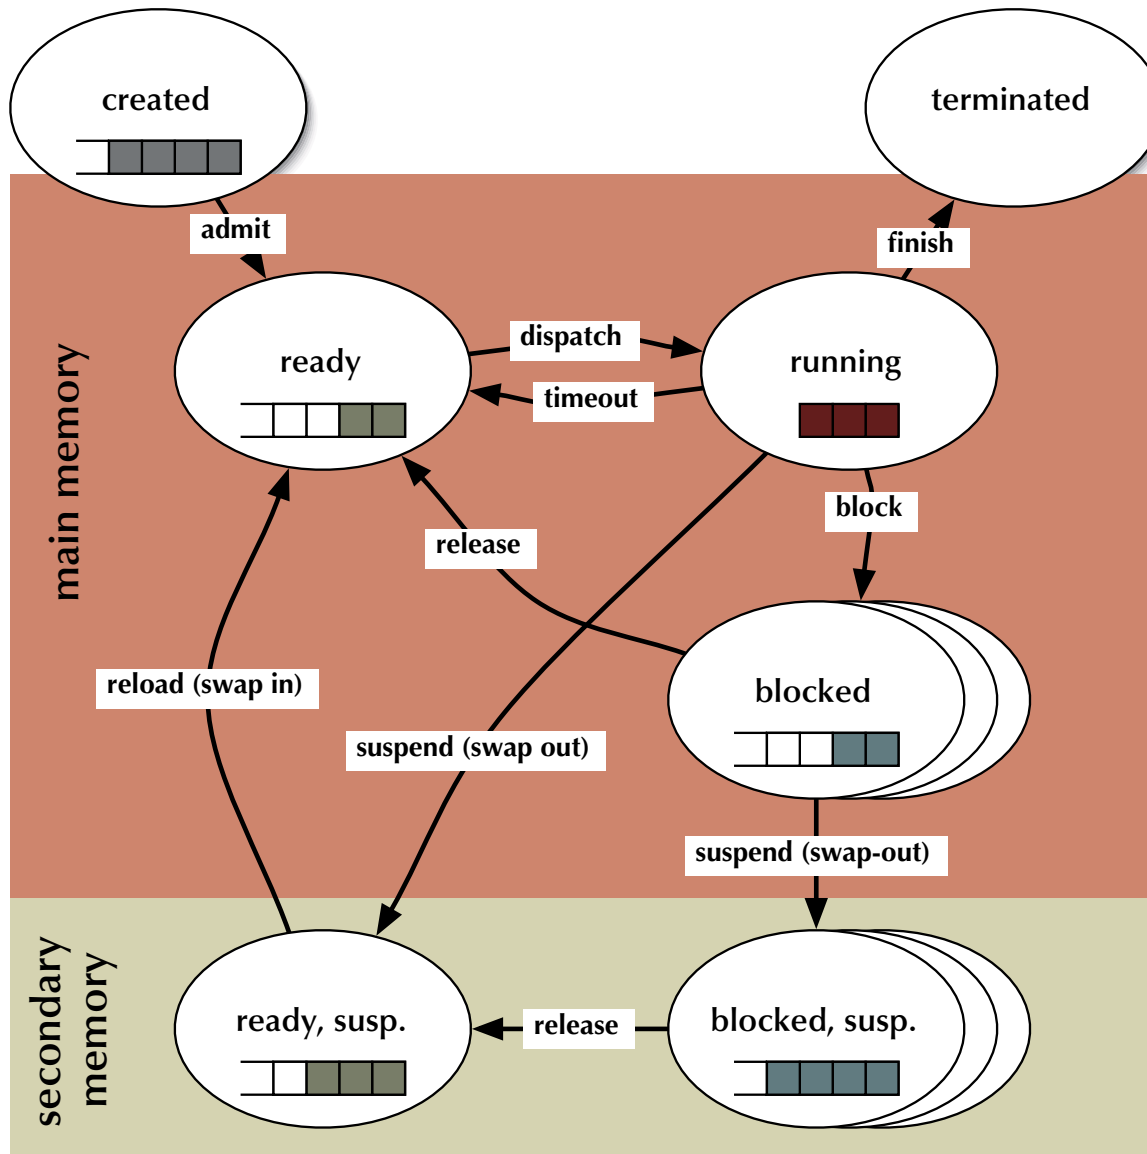 created
terminated
admit
finish
dispatch
ready
running
timeout
main memory
block
release
reload (swap in)
blocked
suspend (swap out)
suspend (swap-out)
secondary
memory
ready, susp.
release
blocked, susp.